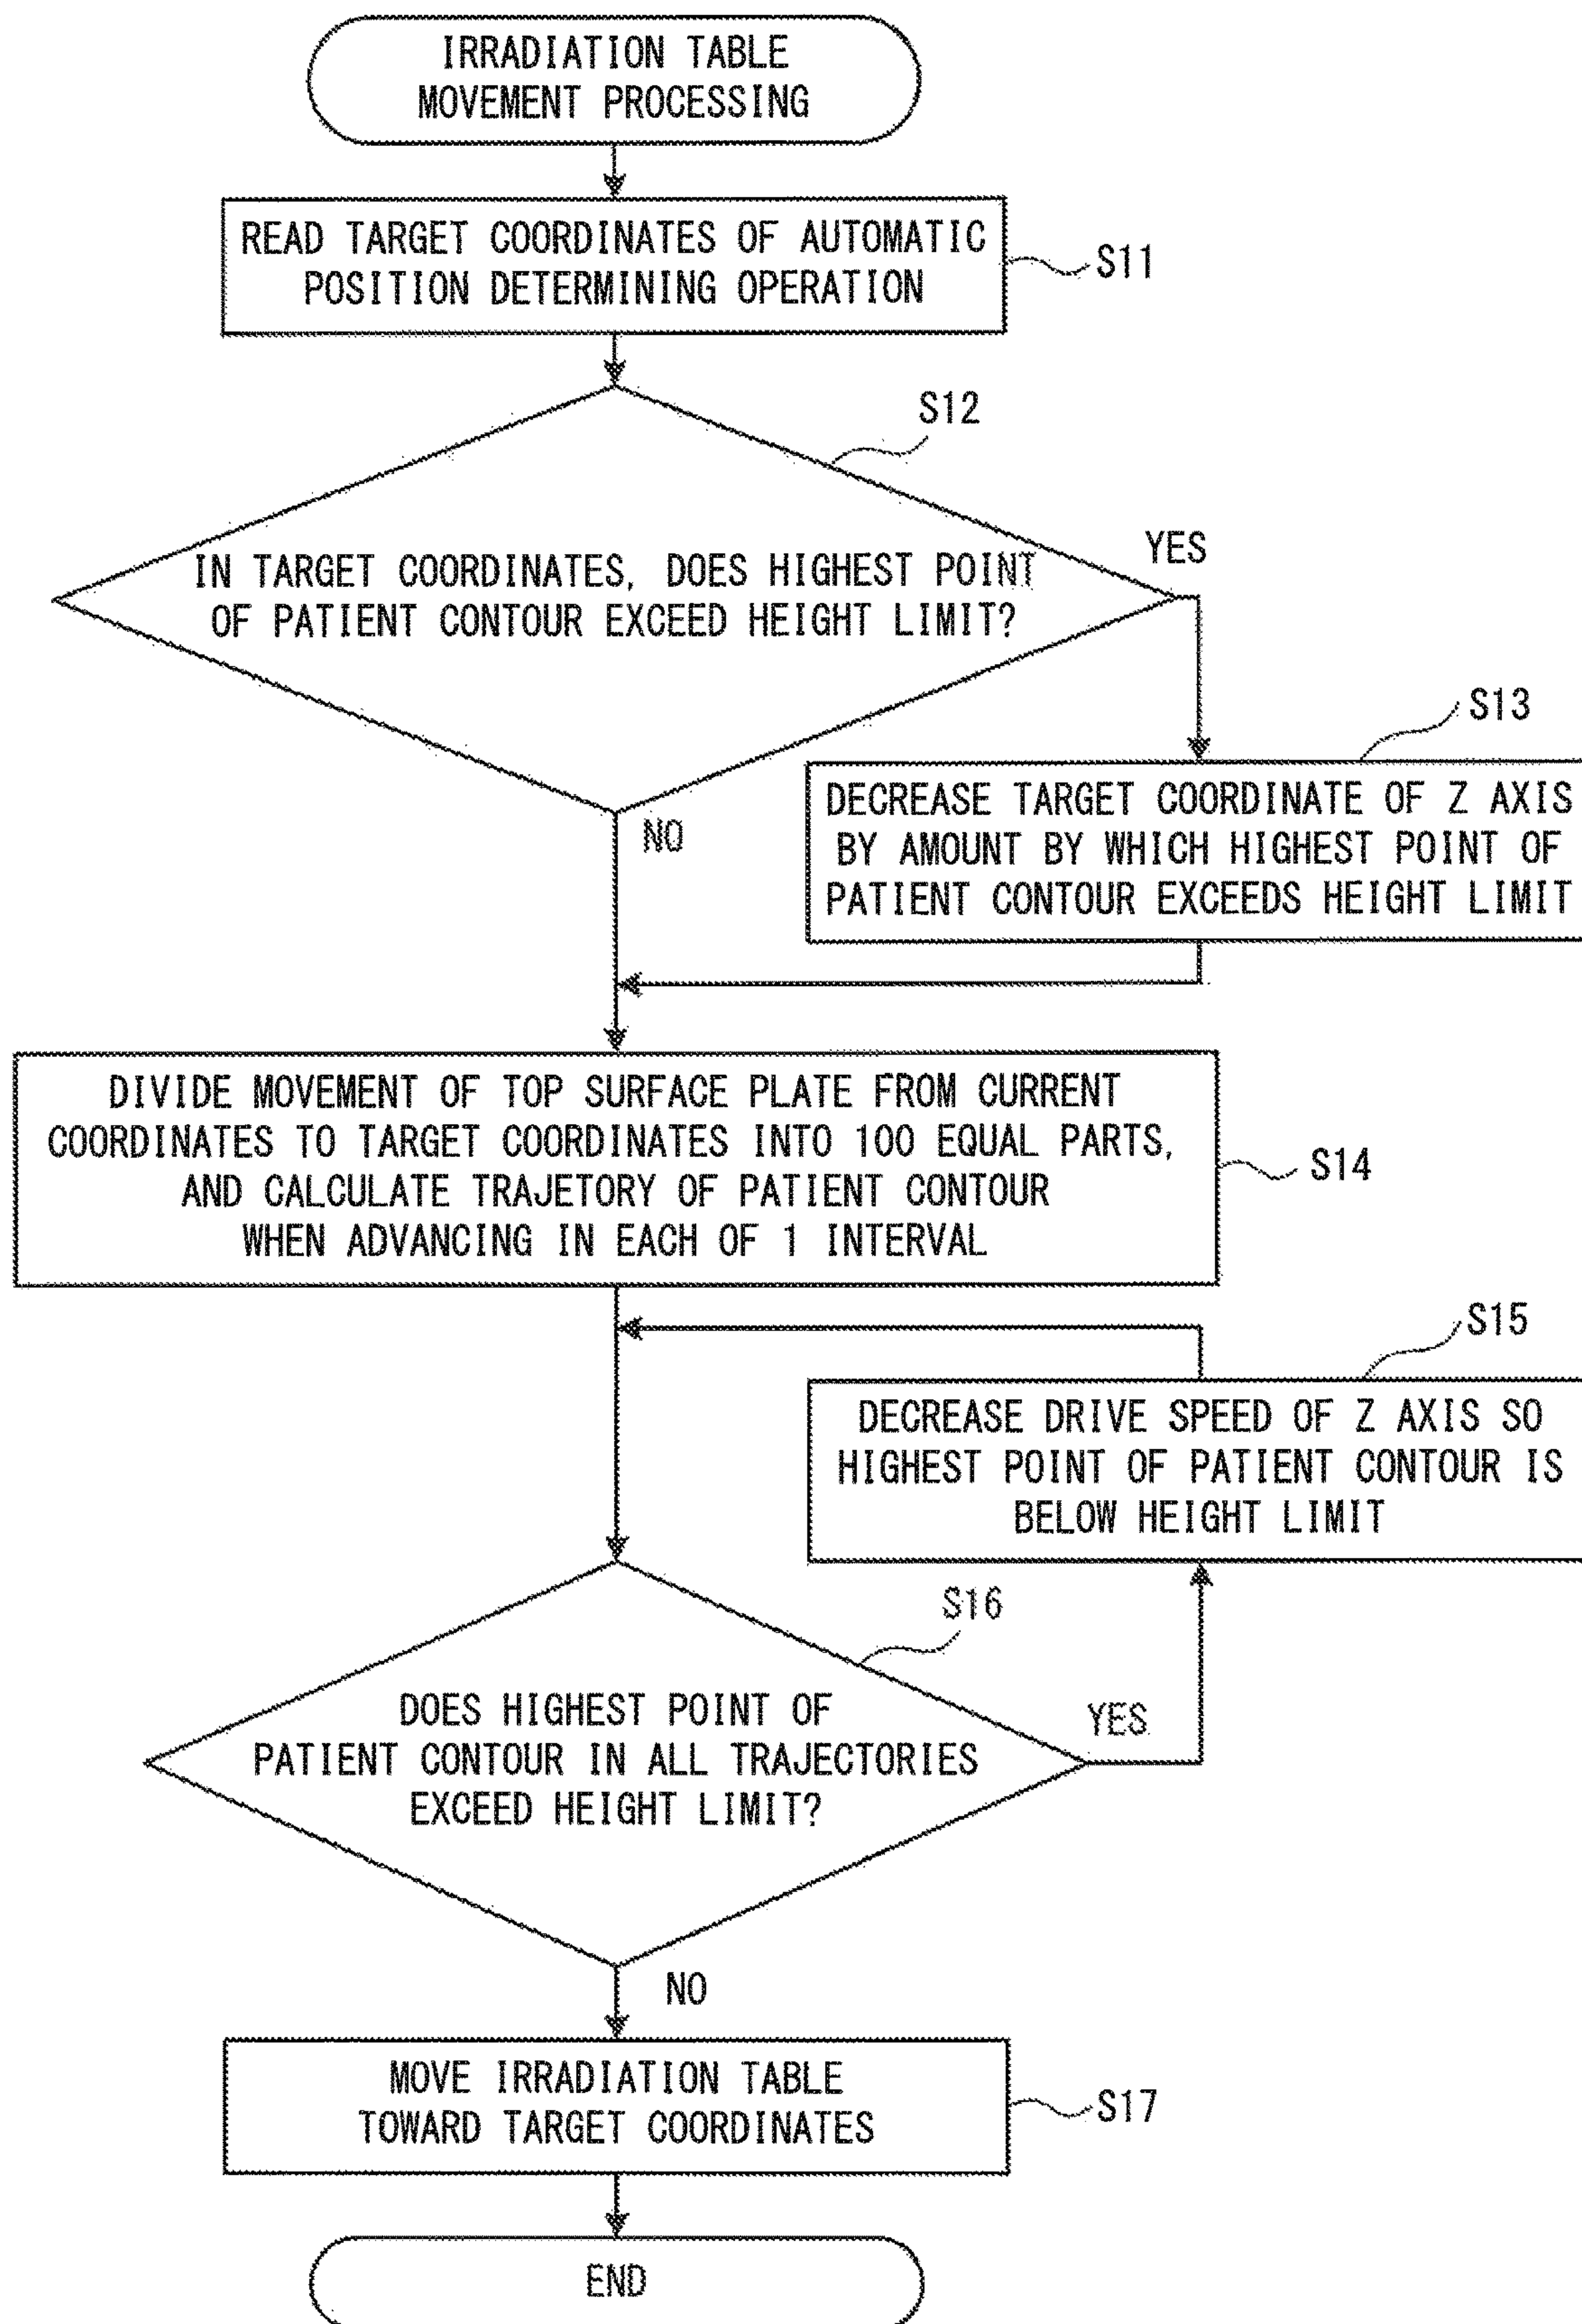 IRRADIATION TABLE
MOVEMENT PROCESSING
READ TARGET COORDINATES OF AUTOMATIC
POSITION DETERMINING OPERATION
S11
S12
IN TARGET COORDINATES, DOES HIGHEST POINT
OF PATIENT CONTOUR EXCEED HEIGHT LIMIT?
YES
NO
S13
DECREASE TARGET COORDINATE OF Z AXIS
BY AMOUNT BY WHICH HIGHEST POINT OF
PATIENT CONTOUR EXCEEDS HEIGHT LIMIT
DIVIDE MOVEMENT OF TOP SURFACE PLATE FROM CURRENT
COORDINATES TO TARGET COORDINATES INTO 100 EQUAL PARTS,
AND CALCULATE TRAJETORY OF PATIENT CONTOUR
WHEN ADVANCING IN EACH OF 1 INTERVAL
S14
S15
DECREASE DRIVE SPEED OF Z AXIS SO
HIGHEST POINT OF PATIENT CONTOUR IS
BELOW HEIGHT LIMIT
S16
DOES HIGHEST POINT OF
PATIENT CONTOUR IN ALL TRAJECTORIES
EXCEED HEIGHT LIMIT?
YES
NO
MOVE IRRADIATION TABLE
TOWARD TARGET COORDINATES
S17
END